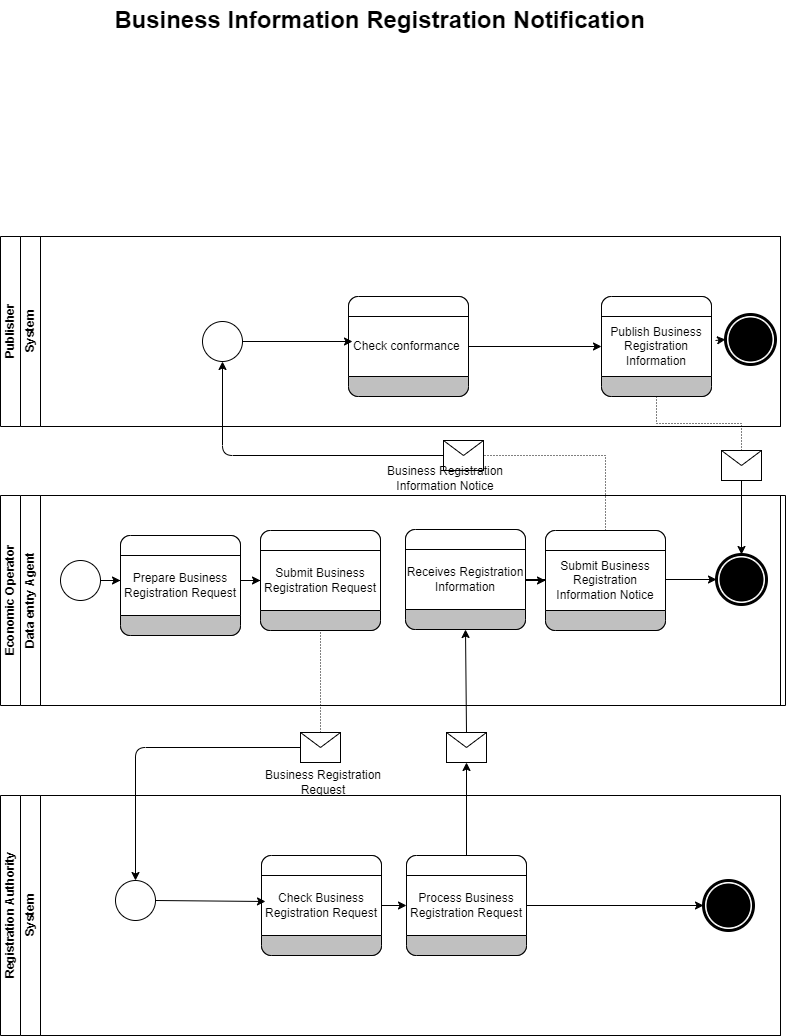 Business Information Registration Notification
Publisher
System
Check conformance
Publish Business
Registration
Information
Business Registration
Information Notice
Economic Operator
Data entry Agent
Prepare Business
Registration Request
Submit Business
Registration Request
Receives Registration
Information
Submit Business
Registration
Information Notice
Business Registration
Request
Registration Authority
System
Check Business
Registration Request
Process Business
Registration Request